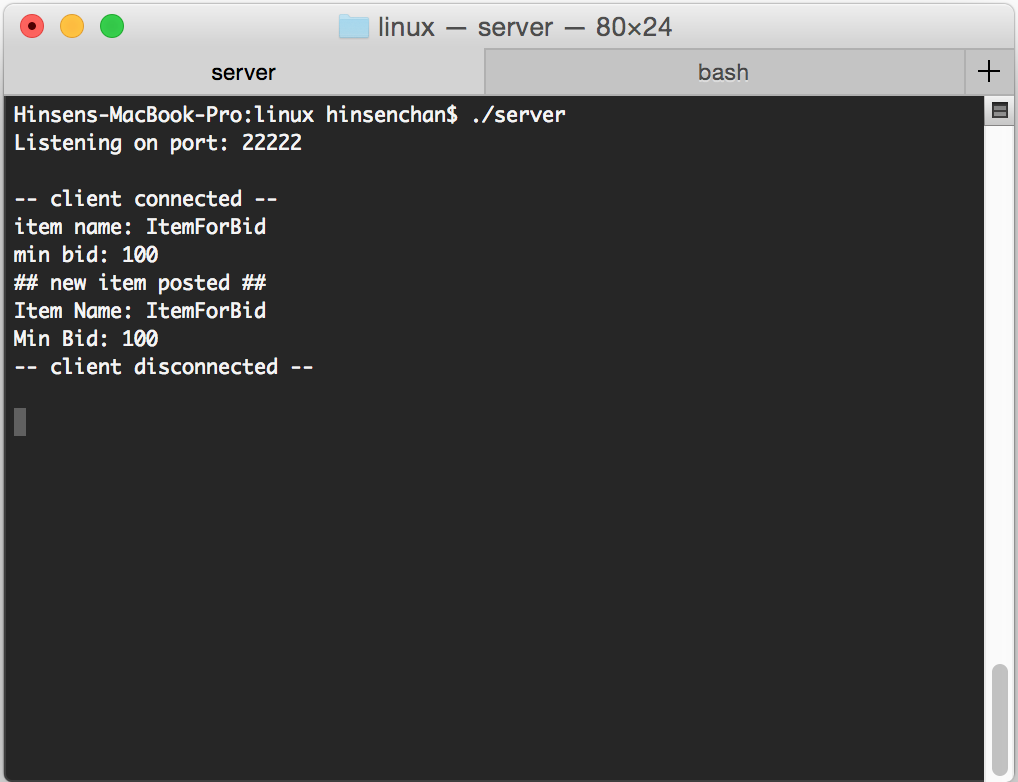 linux — server — 80×24
server
bash
+
Hinsens-MacBook-Pro:linux hinsenchan$ ./server
Listening on port: 22222
-- client connected --
item name: ItemForBid
min bid: 100
## new item posted ##
Item Name: ItemForBid
Min Bid: 100
-- client disconnected --